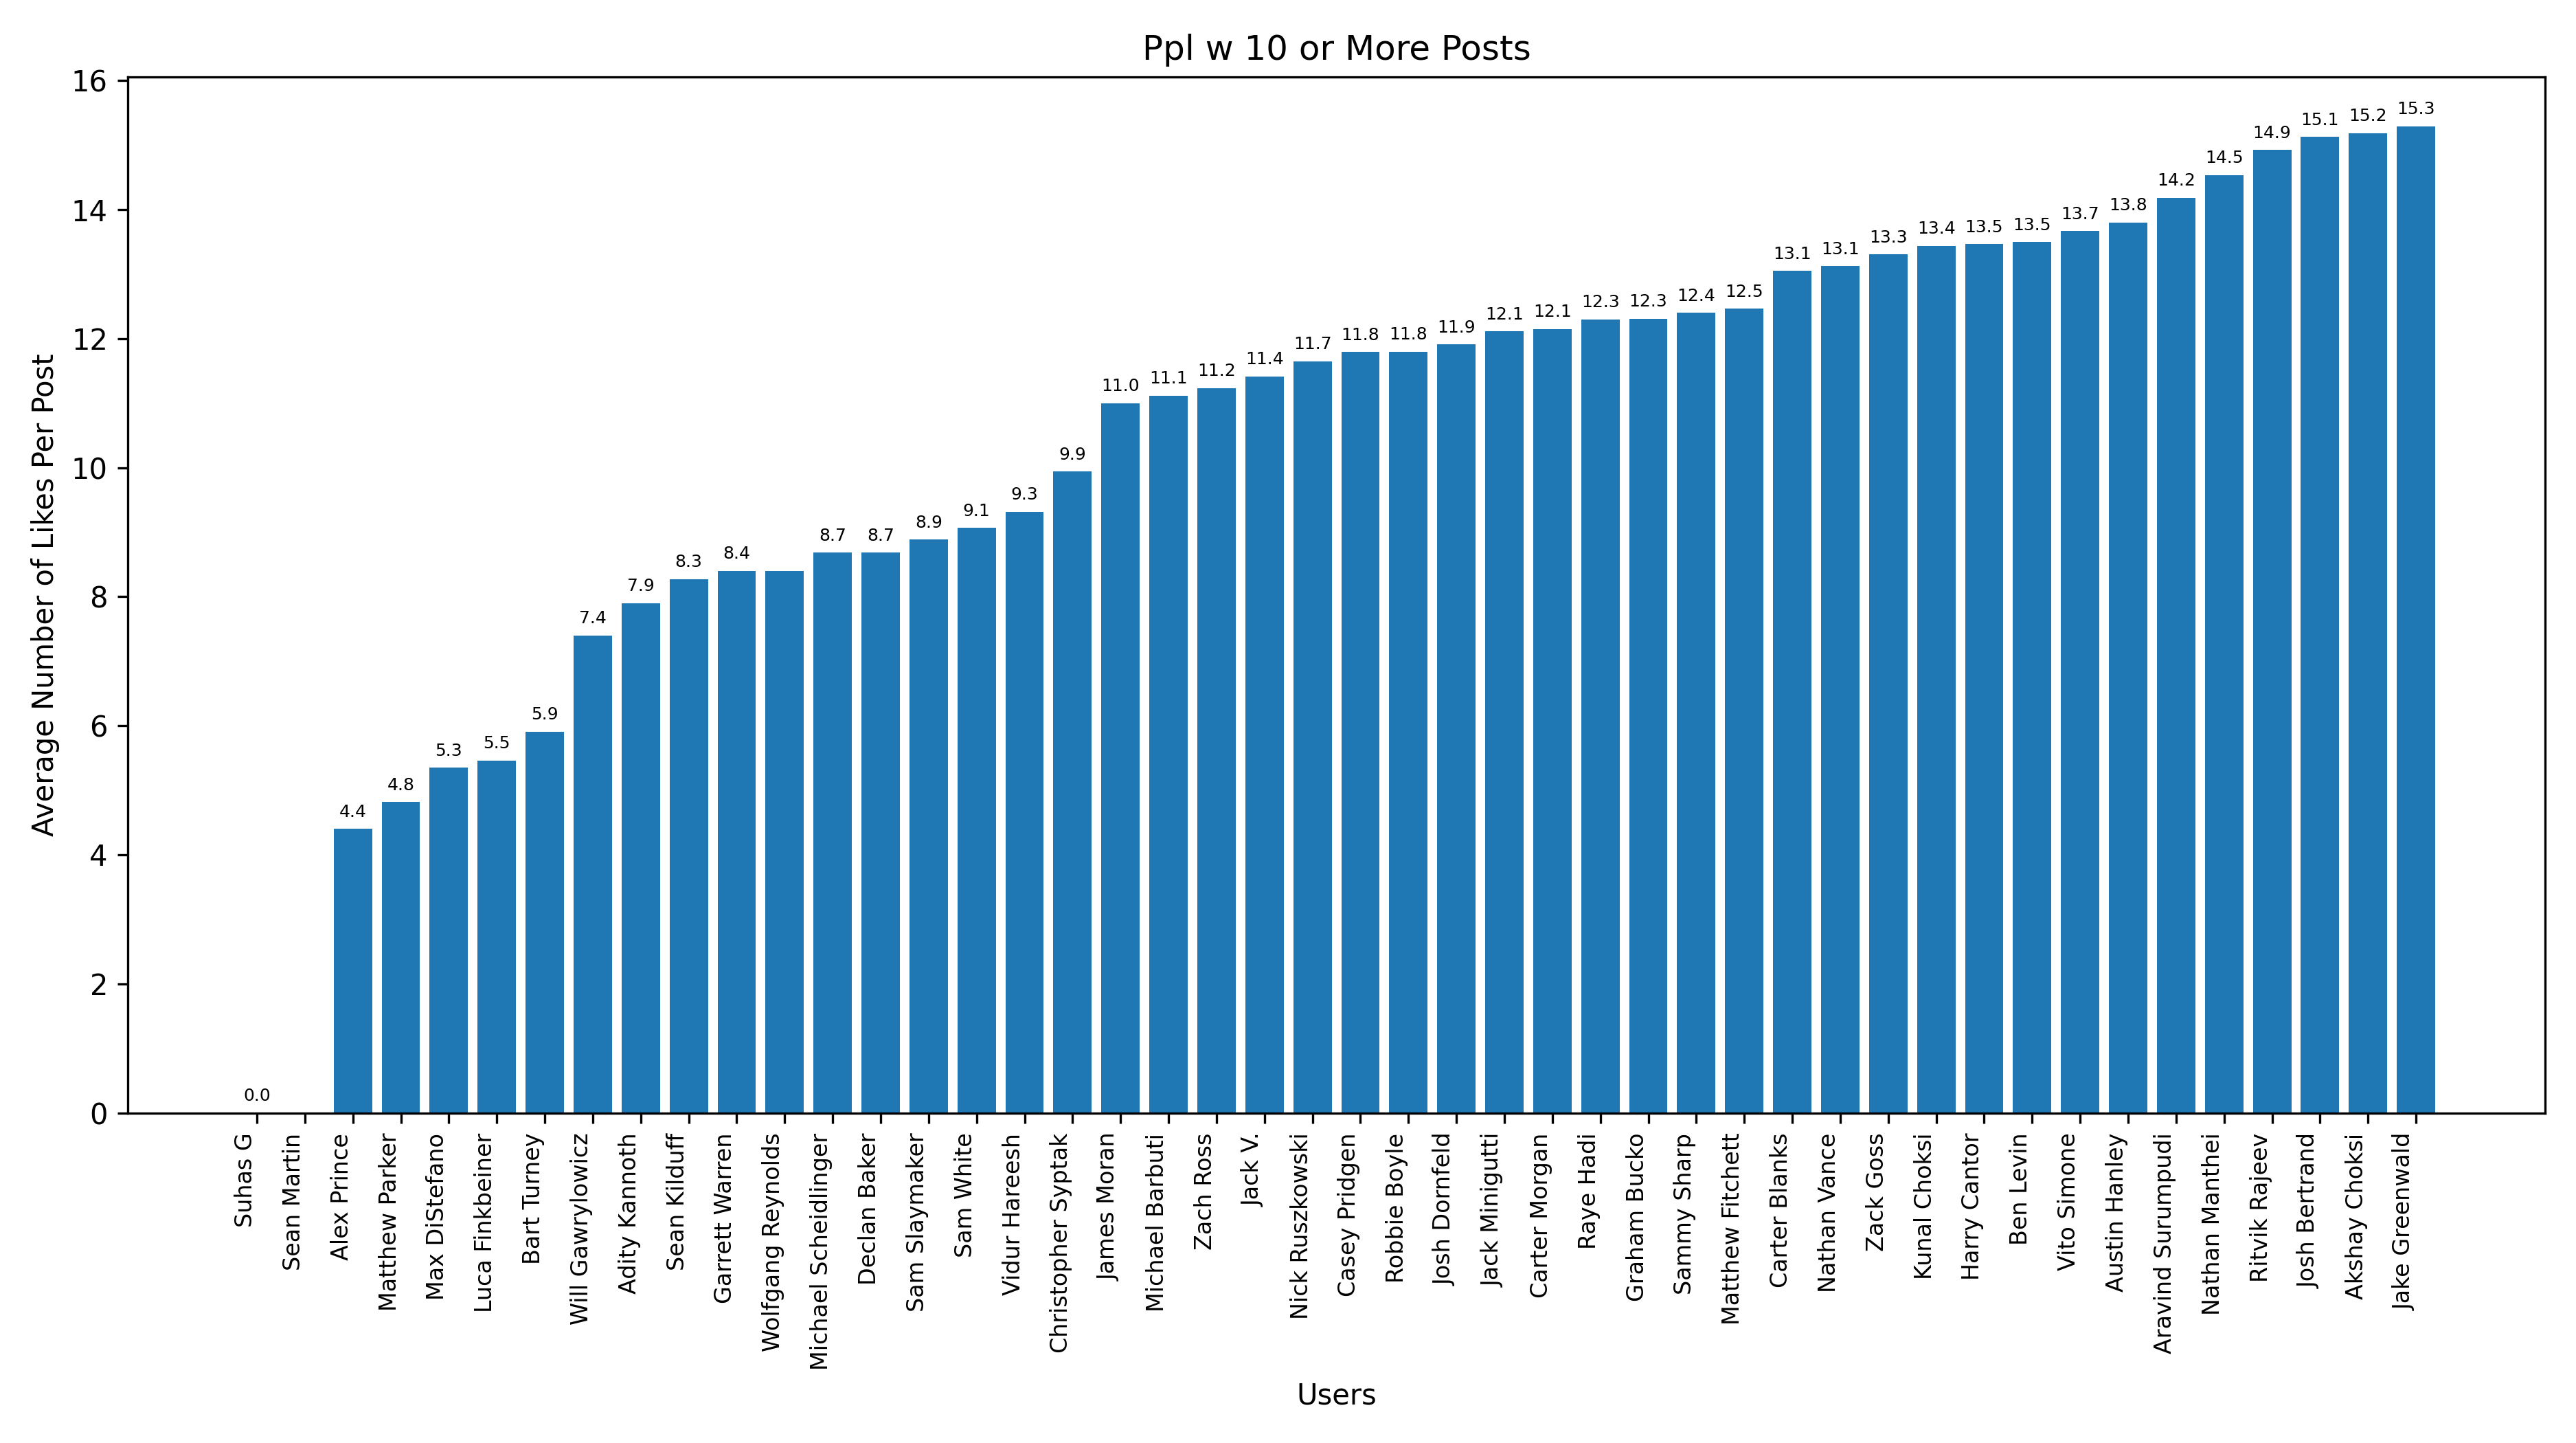 Ppl w 10 or More Posts
Average Number of Likes Per Post
16
14
12
10
8
6
4
2
0
0.0
4.4
4.8
5.3
5.5
5.9
7.4
7.9
8.3
8.4
8.7
8.7
8.9
9.1
9.3
9.9
11.0
11.1
11.2
11.4
11.7
11.8
11.8
11.9
12.1
12.1
12.3
12.3
12.4
12.5
13.1
13.1
13.3
13.4
13.5
13.5
13.7
13.8
14.2
14.5
14.9
15.1
15.2
15.3
Suhas G
Sean Martin
Alex Prince
Matthew Parker
Max DiStefano
Luca Finkbeiner
Bart Turney
Will Gawrylowicz
Adity Kannoth
Sean Kilduff
Garrett Warren
Wolfgang Reynolds
Michael Scheidlinger
Declan Baker
Sam Slaymaker
Sam White
Vidur Hareesh
Christopher Syptak
James Moran
Michael Barbuti
Zach Ross
Jack V.
Nick Ruszkowski
Casey Pridgen
Robbie Boyle
Josh Dornfeld
Jack Minigutti
Carter Morgan
Raye Hadi
Graham Bucko
Sammy Sharp
Matthew Fitchett
Carter Blanks
Nathan Vance
Zack Goss
Kunal Choksi
Harry Cantor
Ben Levin
Vito Simone
Austin Hanley
Aravind Surumpudi
Nathan Manthei
Ritvik Rajeev
Josh Bertrand
Akshay Choksi
Jake Greenwald
Users